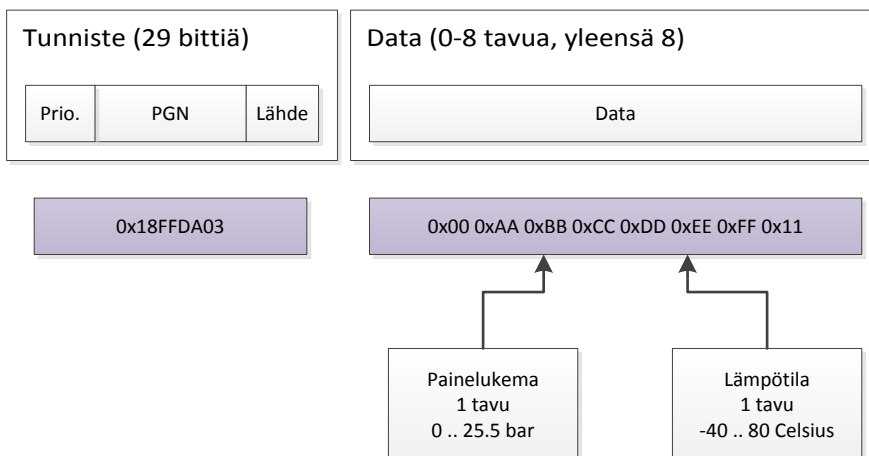 Tunniste (29 bittiä)
Data (0-8 tavua, yleensä 8)
Prio.
PGN
Lähde
Data
0x18FFDA03
0x00 0xAA 0xBB 0xCC 0xDD 0xEE 0xFF 0x11
Painelukema
1 tavu
0 .. 25.5 bar
Lämpötila
1 tavu
-40 .. 80 Celsius